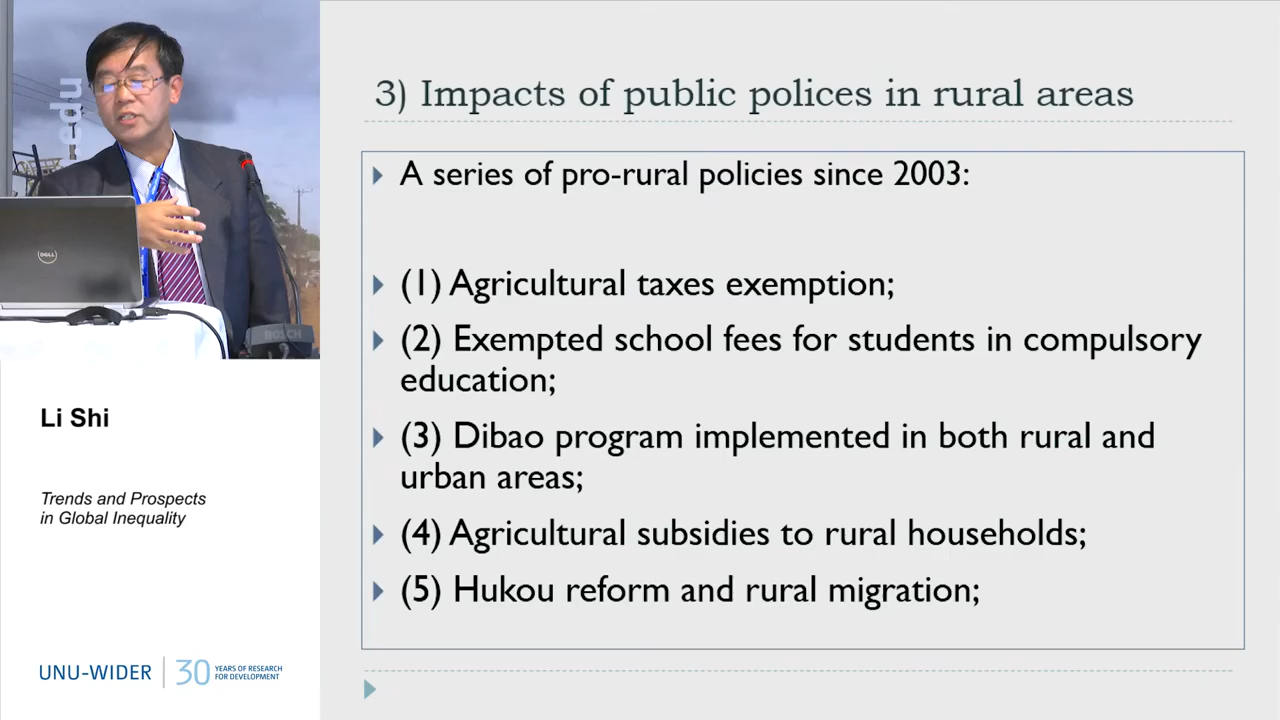 edu
DELL
BOSCH
Li Shi
Trends and Prospects
in Global Inequality
UNU-WIDER
30 YEARS OF RESEARCH
FOR DEVELOPMENT
3) Impacts of public polices in rural areas
A series of pro-rural policies since 2003:
(1) Agricultural taxes exemption;
(2) Exempted school fees for students in compulsory
education;
(3) Dibao program implemented in both rural and
urban areas;
(4) Agricultural subsidies to rural households;
(5) Hukou reform and rural migration;